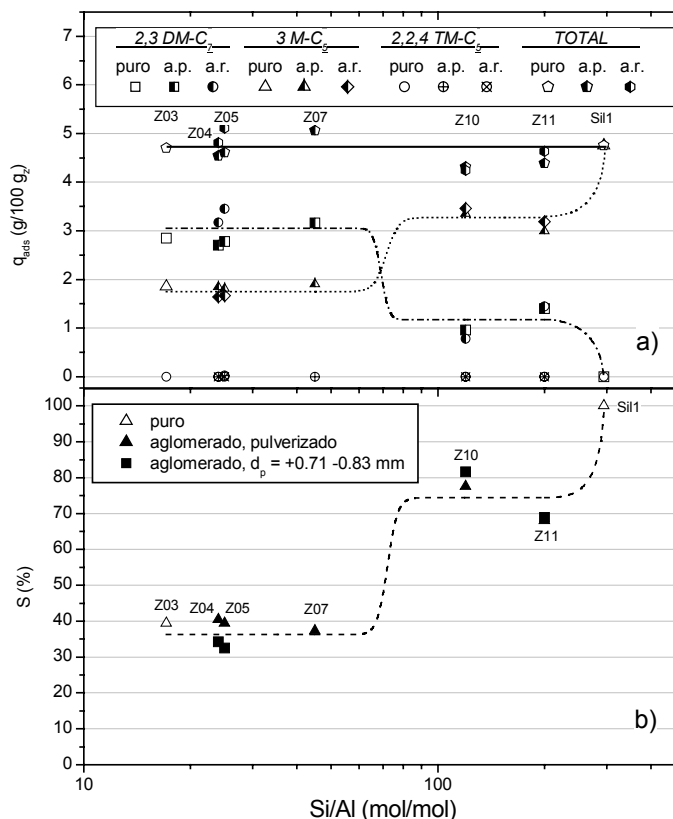 2,3 DM-C7 3 M-C5 2,2,4 TM-C5 TOTAL
puro a.p. a.r. puro a.p. a.r. puro a.p. a.r. puro a.p. a.r.
7
6
5
4
3
2
1
0
qads (g/100 gz)
Z03
Z04
Z05
Z07
Z10
Z11
Sil1
a)
puro
aglomerado, pulverizado
aglomerado, dp = +0.71 -0.83 mm
100
90
80
70
60
50
40
30
20
10
0
S (%)
Z03
Z04
Z05
Z07
Z10
Z11
Sil1
b)
10 100
Si/Al (mol/mol)